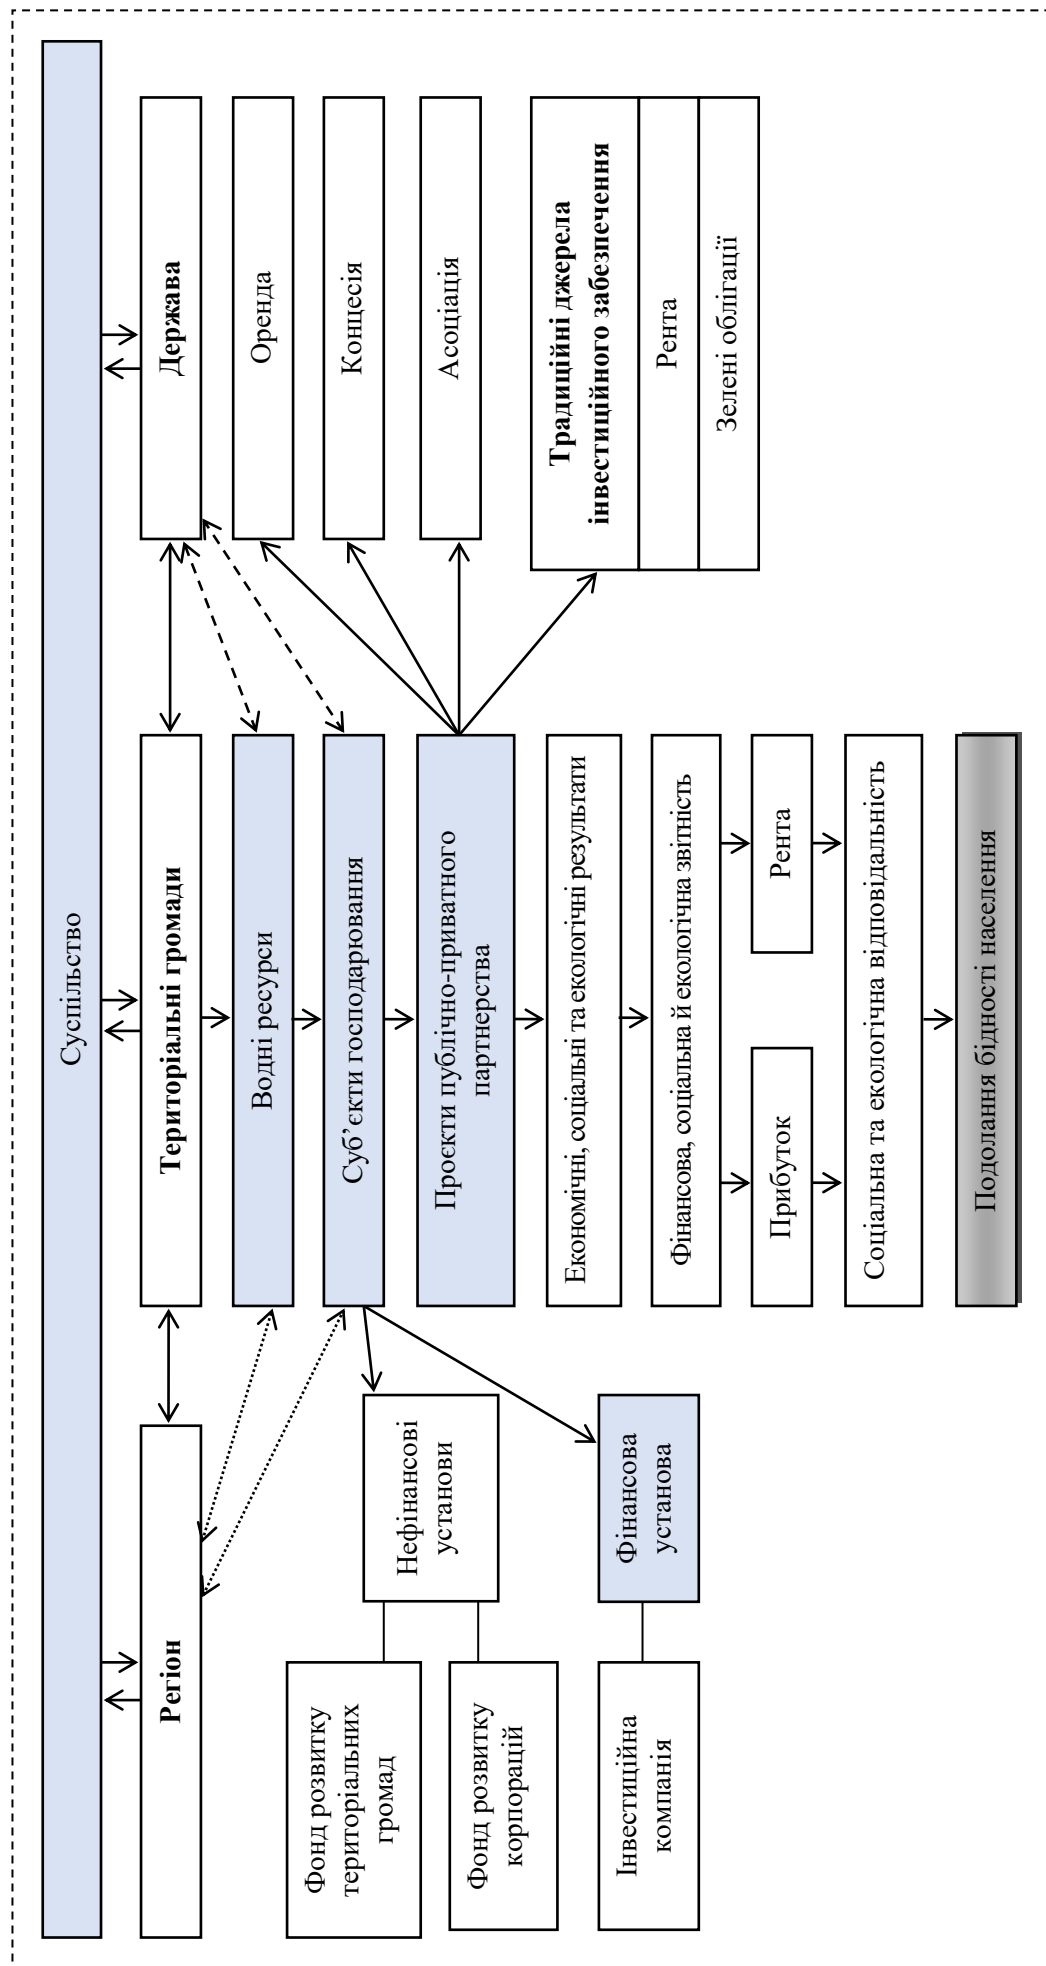 Суспільство
Регіон
Територіальні громади
Держава
Водні ресурси
Оренда
Суб’єкти господарювання
Концесія
Проєкти публічно-приватного
партнерства
Асоціація
Традиційні джерела
інвестиційного забезпечення
Рента
Зелені облігації
Фонд розвитку
територіальних
громад
Нефінансові
установи
Фонд розвитку
корпорацій
Інвестиційна
компанія
Фінансова
установа
Економічні, соціальні та екологічні результати
Фінансова, соціальна й екологічна звітність
Прибуток
Рента
Соціальна та екологічна відповідальність
Подолання бідності населення